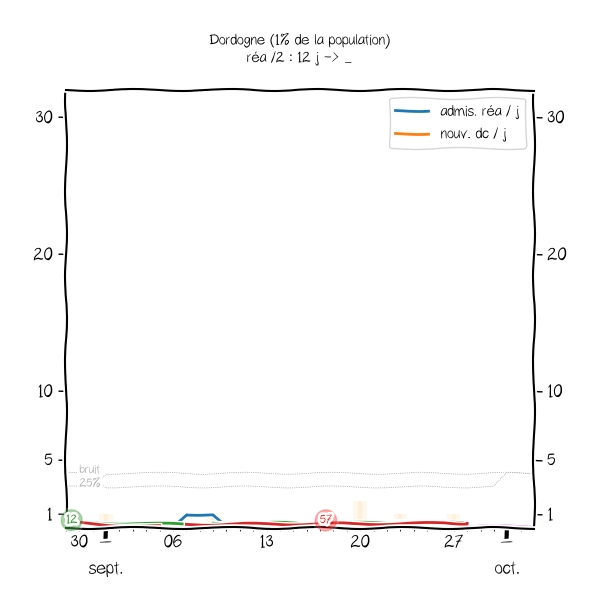 Dordogne (1% de la population)
réa /2 : 12 j -> _
admis. réa / j
nouv. dc / j
30 30
20 20
10 10
5 5
bruit
25%
1 1
12 57
30 06 13 20 27
sept. oct.